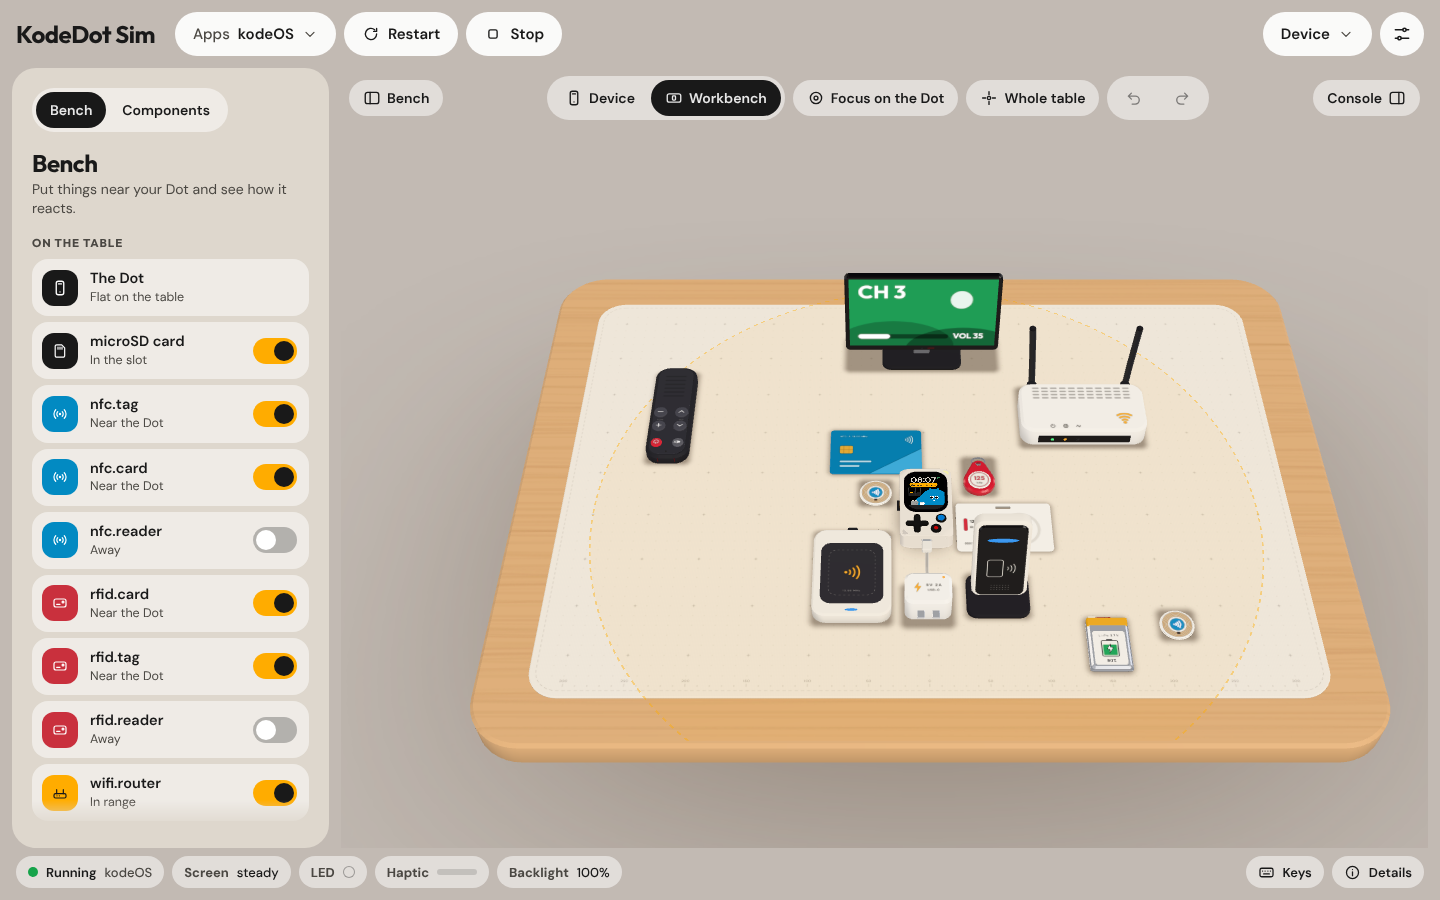 KodeDot Sim
Apps kodeOS
Restart
Stop
Device
Bench
Components
Bench
Device
Workbench
Focus on the Dot
Whole table
Console
Bench
Put things near your Dot and see how it
reacts.
ON THE TABLE
The Dot
Flat on the table
microSD card
In the slot
nfc.tag
Near the Dot
nfc.card
Near the Dot
nfc.reader
Away
rfid.card
Near the Dot
rfid.tag
Near the Dot
rfid.reader
Away
wifi.router
In range
CH 3
VOL 35
08:07
Running kodeOS
Screen steady
LED
Haptic
Backlight 100%
Keys
Details